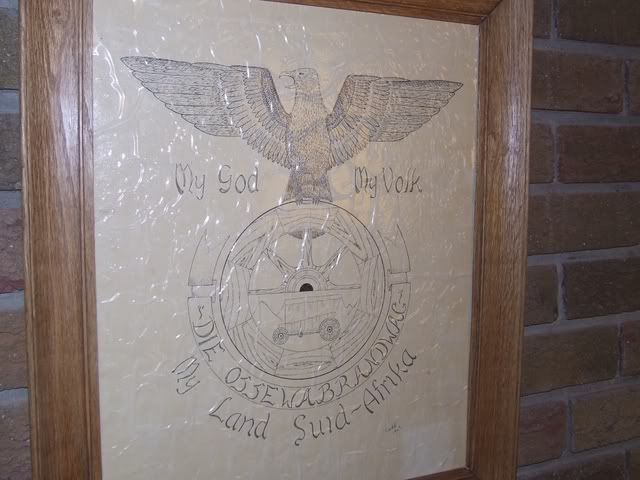 My God
My Volk
~DIE OSSEWABRANDWAG~
My Land Suid-Afrika